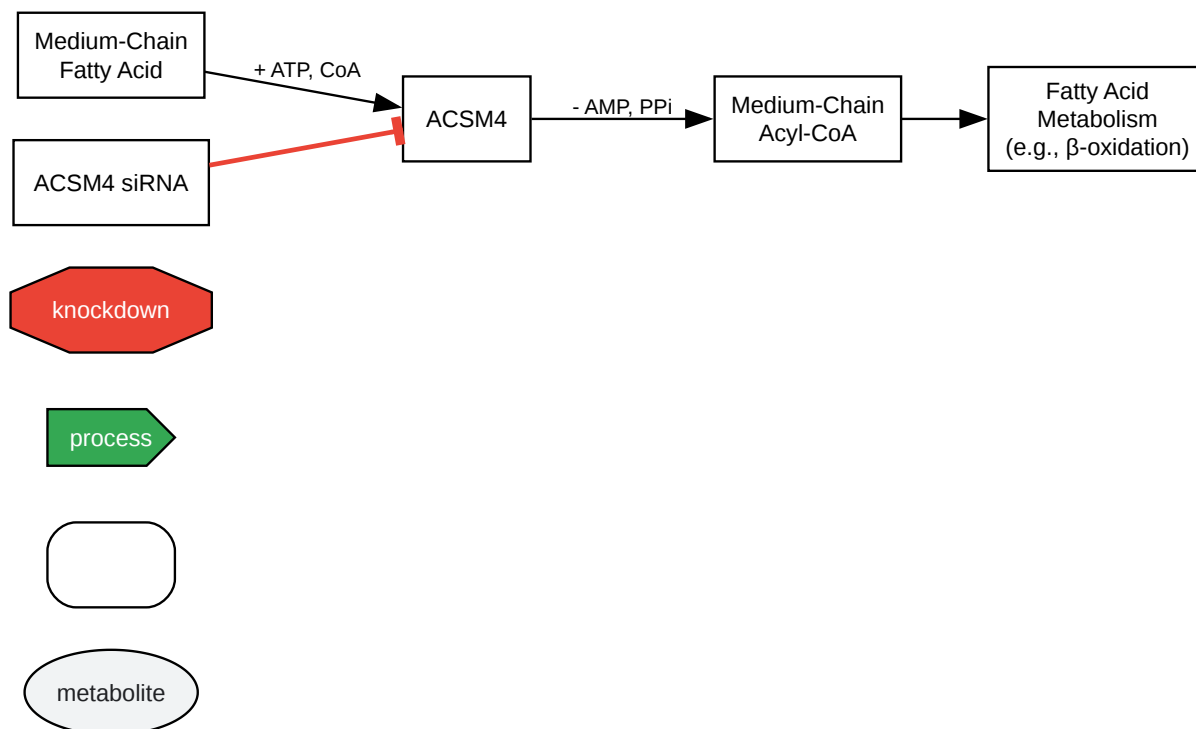 Medium-Chain
Fatty Acid
+ ATP, CoA
ACSM4
- AMP, PPi
Medium-Chain
Acyl-CoA
Fatty Acid
Metabolism
(e.g., β-oxidation)
ACSM4 siRNA
knockdown
process
metabolite